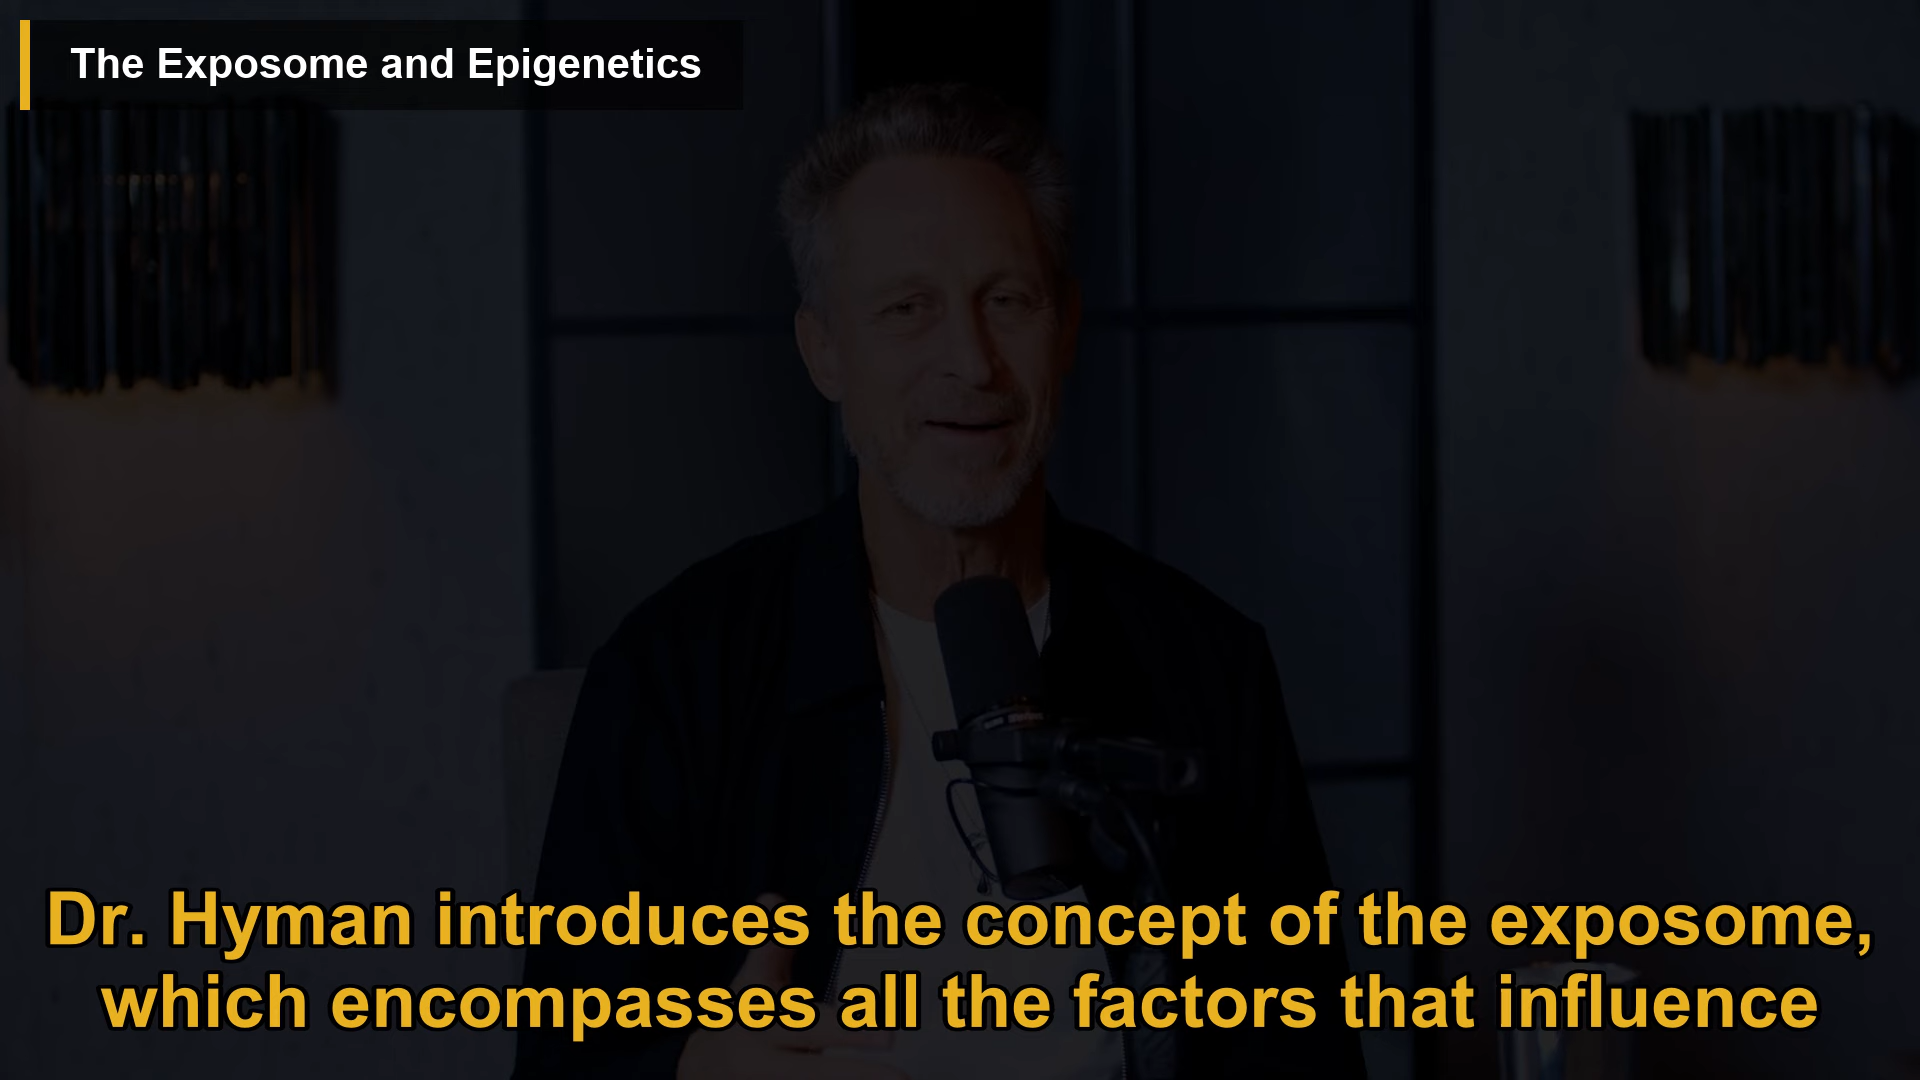 The Exposome and Epigenetics
Dr. Hyman introduces the concept of the exposome,
which encompasses all the factors that influence